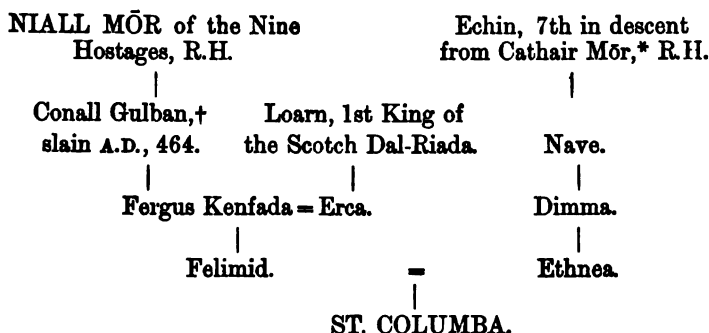 NIALL MŌR of the Nine Echin, 7th in descent
Hostages, R.H. from Cathair Mōr,* R.H.
Conall Gulban,† Loarn, 1st King of
slain A.D., 464. the Scotch Dal-Riada. Nave.
Fergus Kenfada = Erca. Dimma.
Felimid. = Ethnea.
ST. COLUMBA.